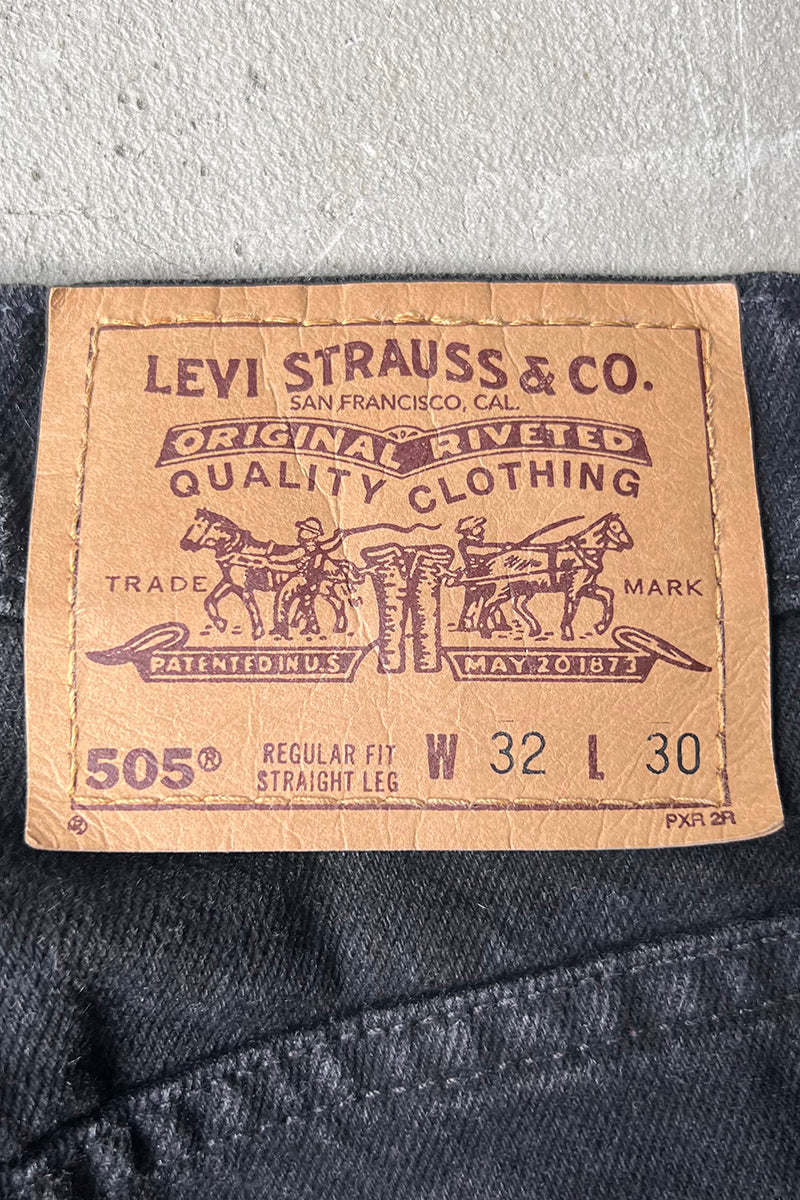 LEVI STRAUSS & CO.
SAN FRANCISCO, CAL.
ORIGINAL RIVETED
QUALITY CLOTHING
TRADE MARK
PATENTED IN U.S MAY 20 1873
505® REGULAR FIT W 32 L 30
STRAIGHT LEG
PXR 2R